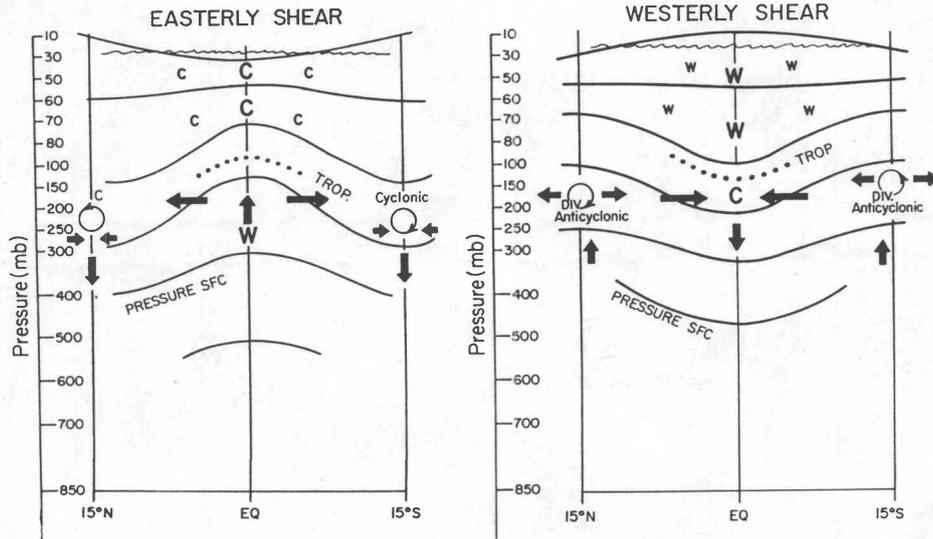 EASTERLY SHEAR
10
30
50
60
70
80
100
150
200
250
300
400
500
600
700
850
Pressure (mb)
C
C
C
C
C
C
TROP.
C
Cyclonic
W
PRESSURE SFC
15°N
EQ
15°S
WESTERLY SHEAR
10
30
50
60
70
80
100
150
200
250
300
400
500
600
700
850
Pressure (mb)
W
W
W
W
W
W
TROP
C
DIV.
Anticyclonic
DIV.
Anticyclonic
PRESSURE SFC
15°N
EQ
15°S